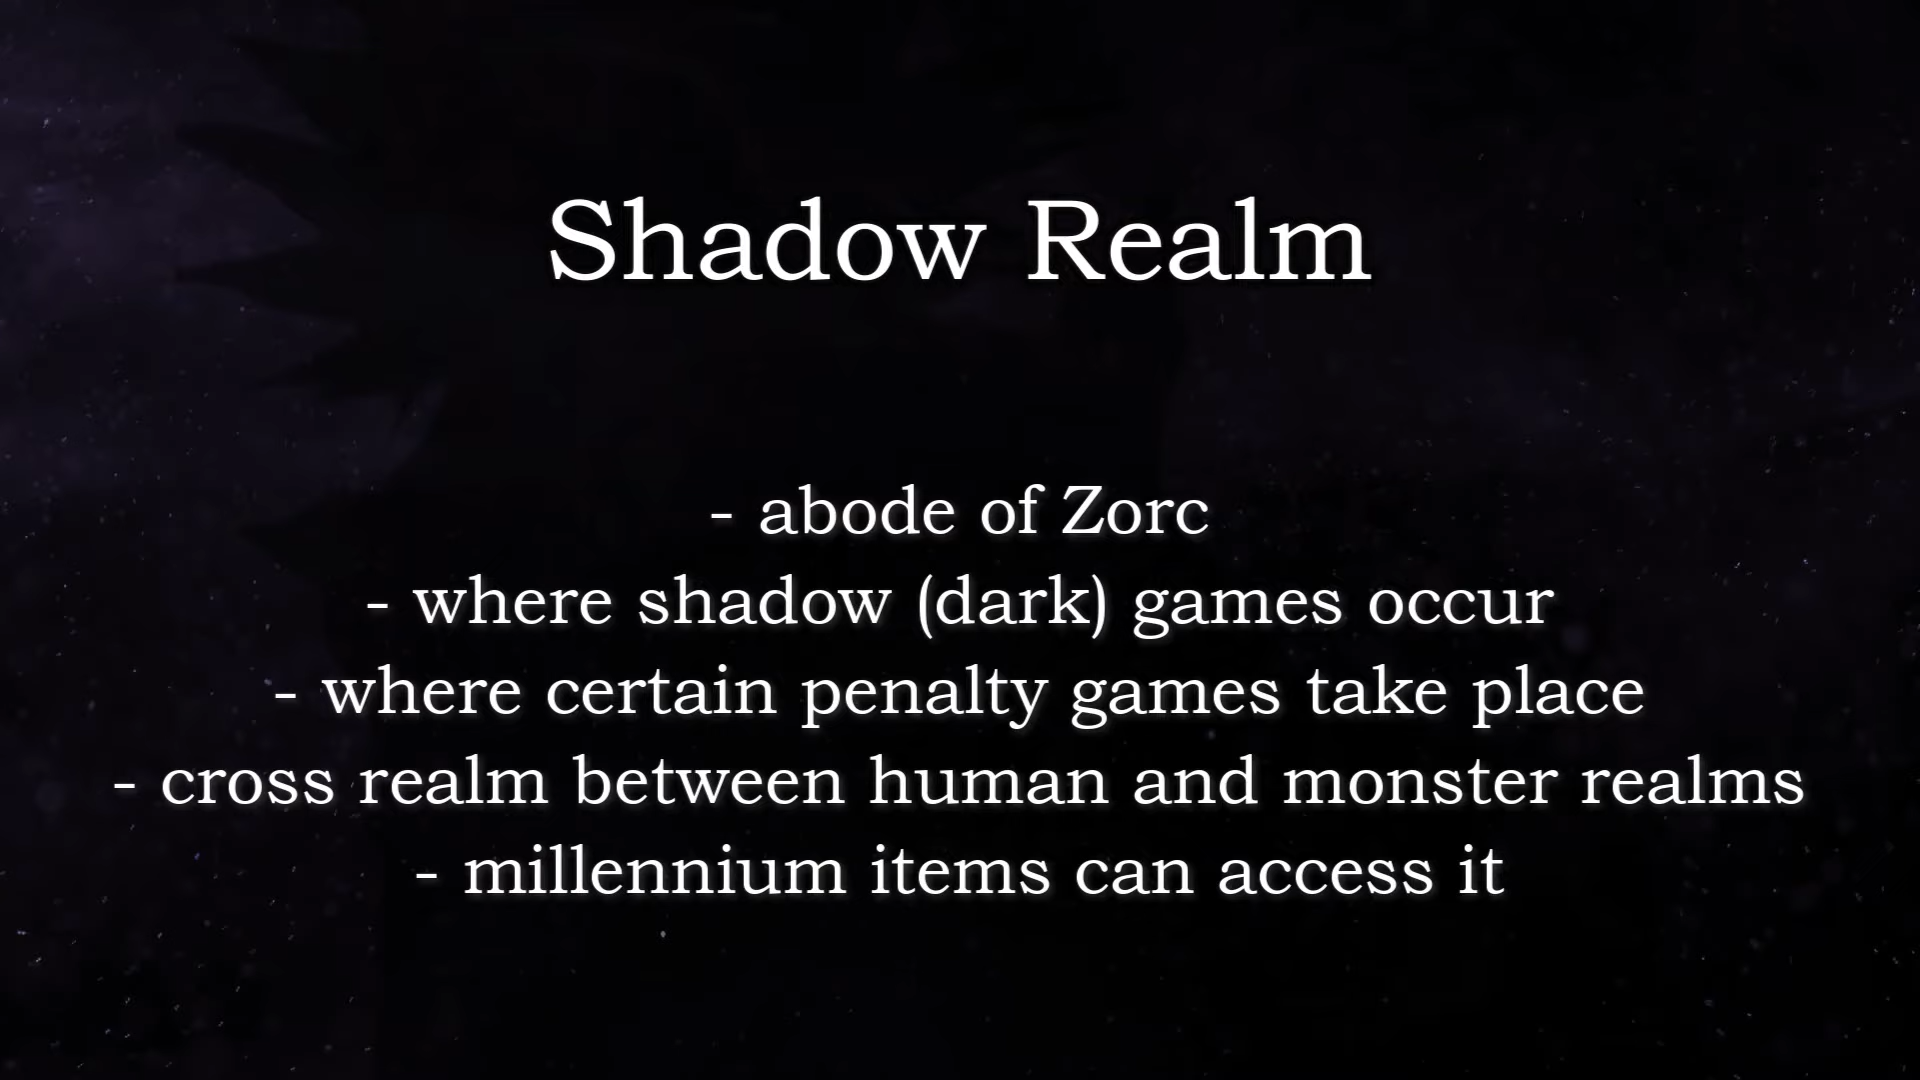 Shadow Realm
- abode of Zorc
- where shadow (dark) games occur
- where certain penalty games take place
- cross realm between human and monster realms
- millennium items can access it